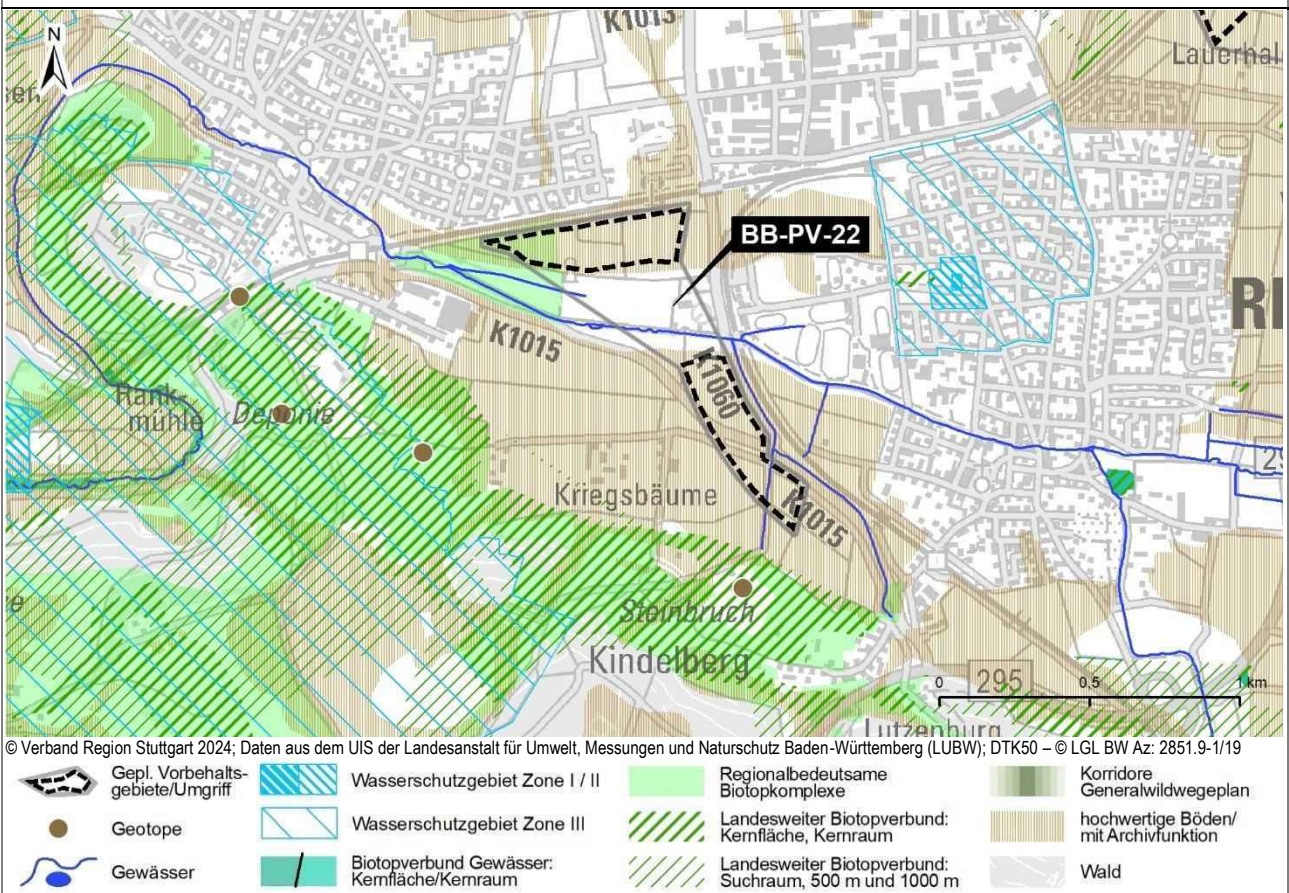 K1013
N
Lauerhal
sen
BB-PV-22
K1015
RE
Rank-
mühle
Deponie
K1060
Kriegsbäume
K1015
Steinbruch
Kindelberg
295
0 0,5 1 km
Lutzenburg
© Verband Region Stuttgart 2024; Daten aus dem UIS der Landesanstalt für Umwelt, Messungen und Naturschutz Baden-Württemberg (LUBW); DTK50 – © LGL BW Az: 2851.9-1/19
Gepl. Vorbehalts-
gebiete/Umgriff
Geotope
Gewässer
Wasserschutzgebiet Zone I / II
Wasserschutzgebiet Zone III
Biotopverbund Gewässer:
Kernfläche/Kernraum
Regionalbedeutsame
Biotopkomplexe
Landesweiter Biotopverbund:
Kernfläche, Kernraum
Landesweiter Biotopverbund:
Suchraum, 500 m und 1000 m
Korridore
Generalwildwegeplan
hochwertige Böden/
mit Archivfunktion
Wald